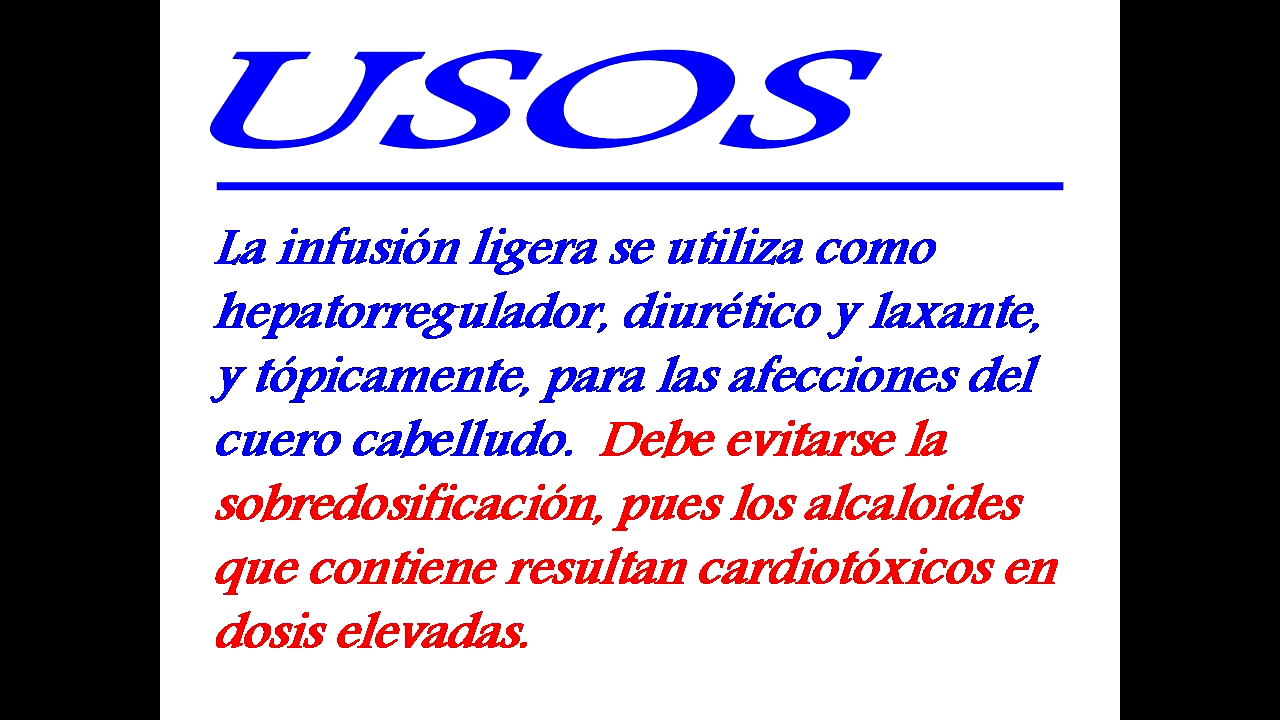 USOS
La infusión ligera se utiliza como
hepatorregulador, diurético y laxante,
y tópicamente, para las afecciones del
cuero cabelludo. Debe evitarse la
sobredosificación, pues los alcaloides
que contiene resultan cardiotóxicos en
dosis elevadas.